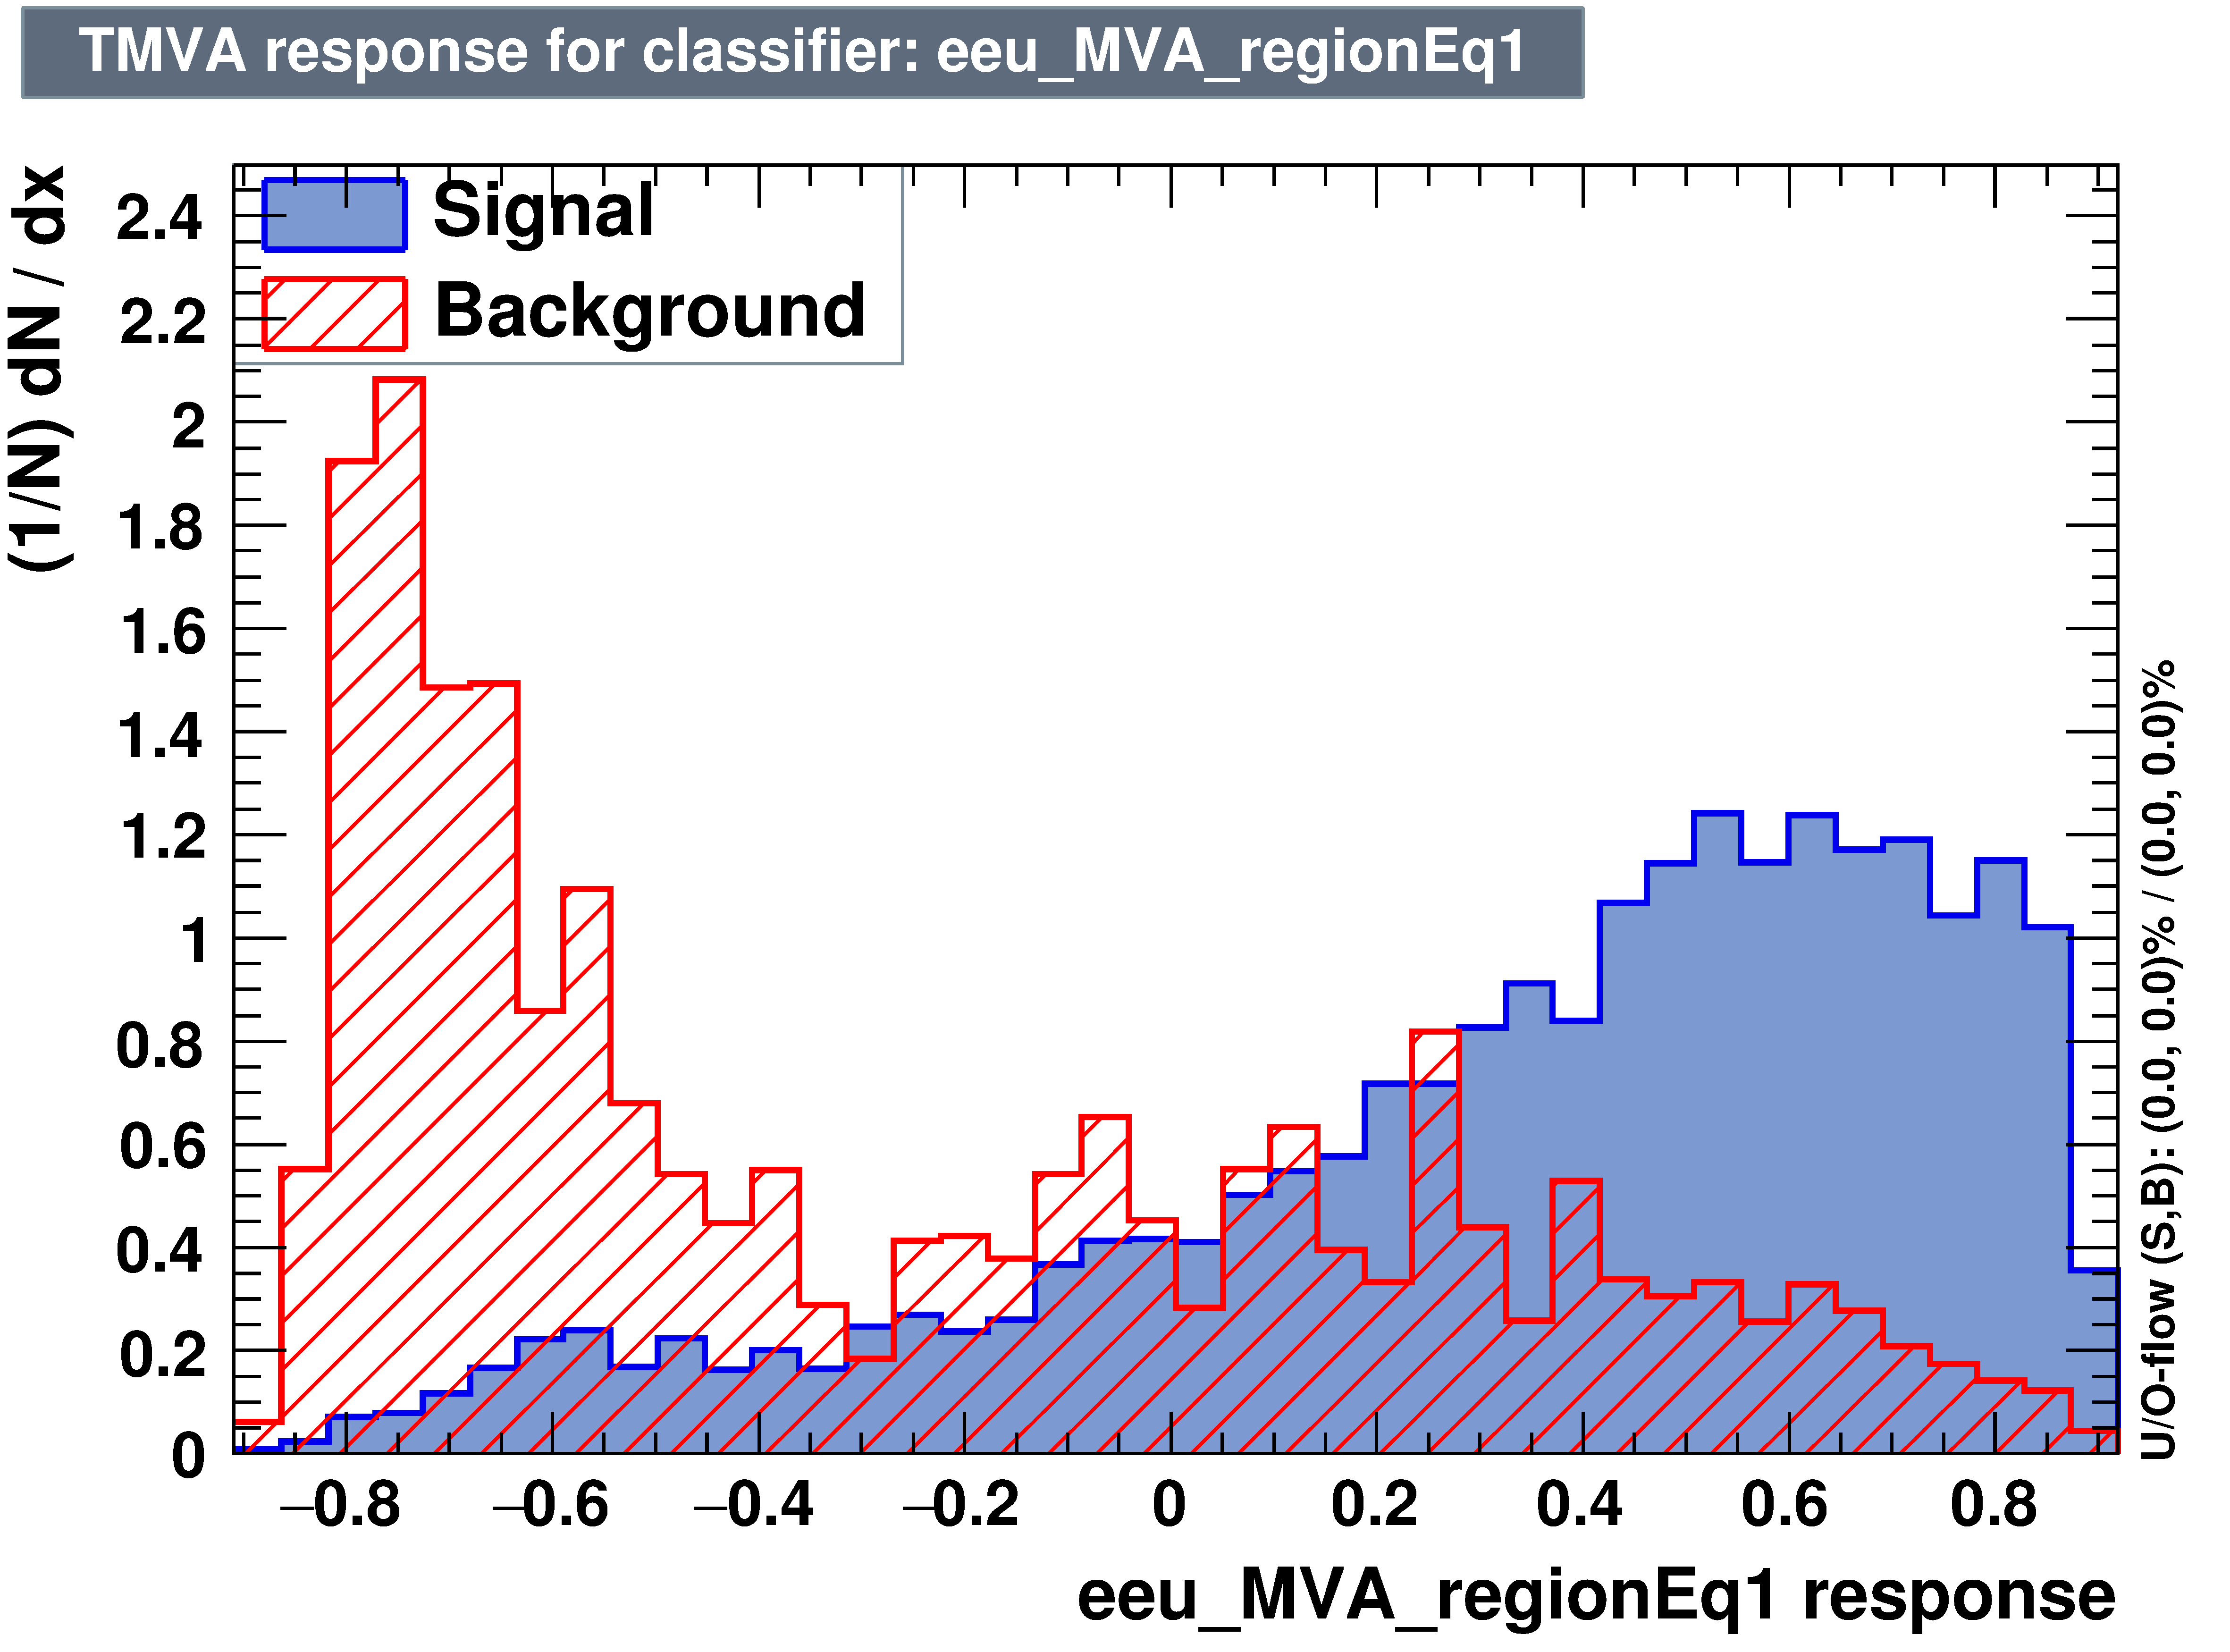 TMVA response for classifier: eeu_MVA_regionEq1
(1/N) dN / dx
Signal
Background
2.4
2.2
2
1.8
1.6
1.4
1.2
1
0.8
0.6
0.4
0.2
0
−0.8 −0.6 −0.4 −0.2 0 0.2 0.4 0.6 0.8
eeu_MVA_regionEq1 response
U/O-flow (S,B): (0.0, 0.0)% / (0.0, 0.0)%